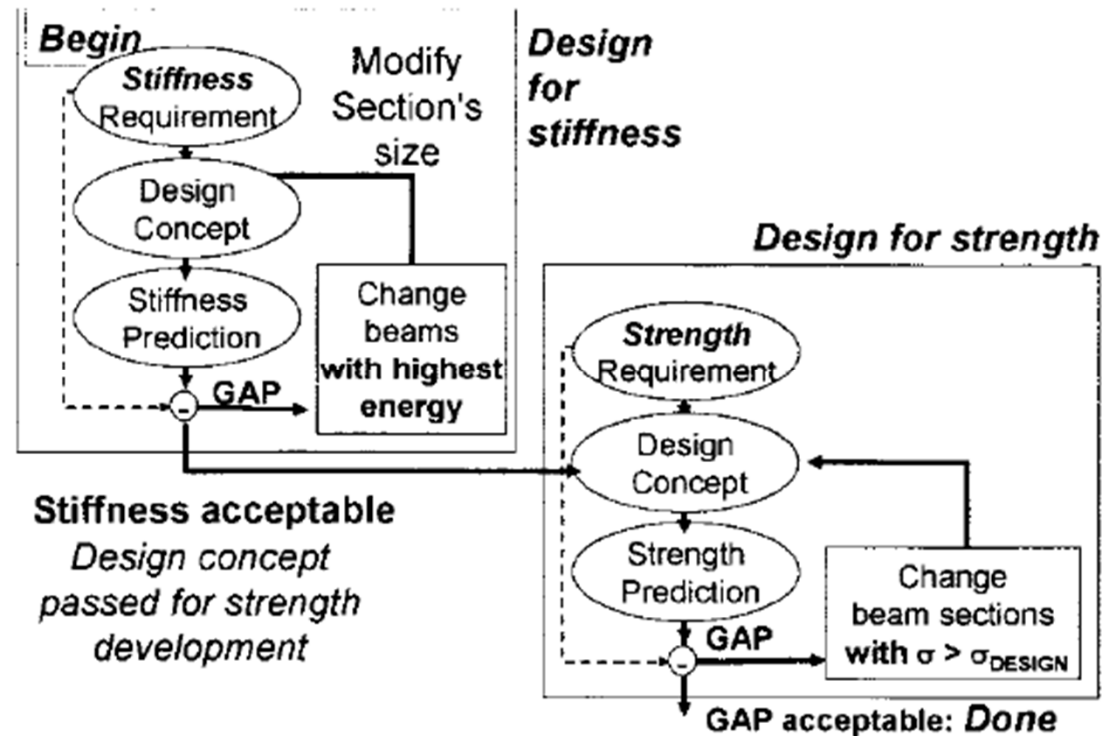 Begin
Stiffness
Requirement
Design
Concept
Stiffness
Prediction
-
GAP
Modify
Section's
size
Change
beams
with highest
energy
Design
for
stiffness
Stiffness acceptable
Design concept
passed for strength
development
Design for strength
Strength
Requirement
Design
Concept
Strength
Prediction
-
GAP
Change
beam sections
with σ > σDESIGN
GAP acceptable: Done